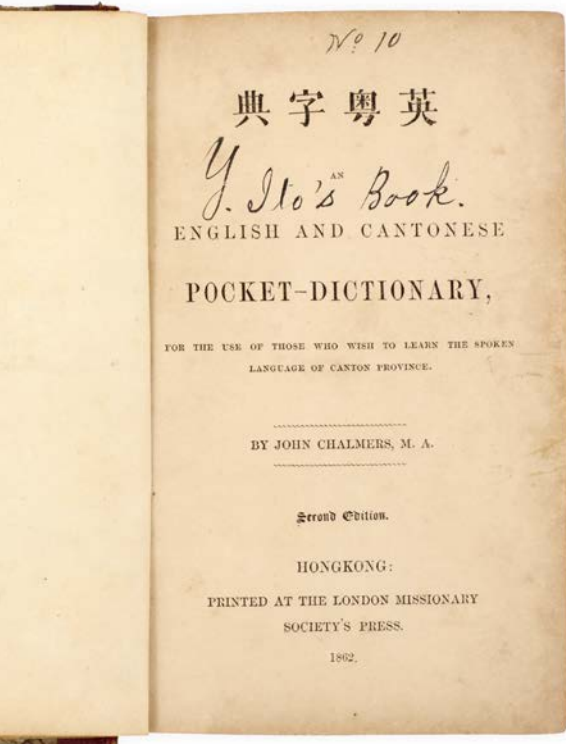 Nº 10
典字粵英
AN
Y. Ito's Book.
ENGLISH AND CANTONESE
POCKET-DICTIONARY,
FOR THE USE OF THOSE WHO WISH TO LEARN THE SPOKEN
LANGUAGE OF CANTON PROVINCE.
BY JOHN CHALMERS, M. A.
Second Edition.
HONGKONG:
PRINTED AT THE LONDON MISSIONARY
SOCIETY'S PRESS.
1862.